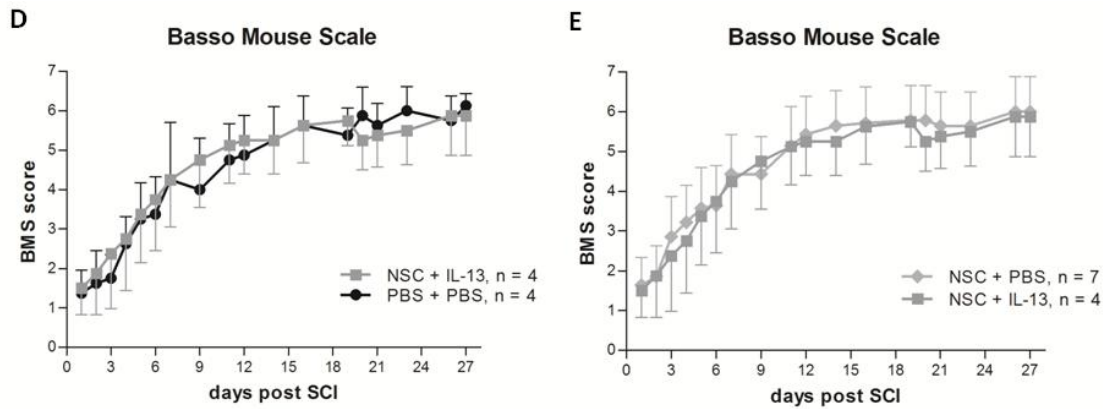 D
Basso Mouse Scale
7
6
5
4
3
2
1
0
BMS score
NSC + IL-13, n = 4
PBS + PBS, n = 4
0 3 6 9 12 15 18 21 24 27
days post SCI
E
Basso Mouse Scale
7
6
5
4
3
2
1
0
BMS score
NSC + PBS, n = 7
NSC + IL-13, n = 4
0 3 6 9 12 15 18 21 24 27
days post SCI